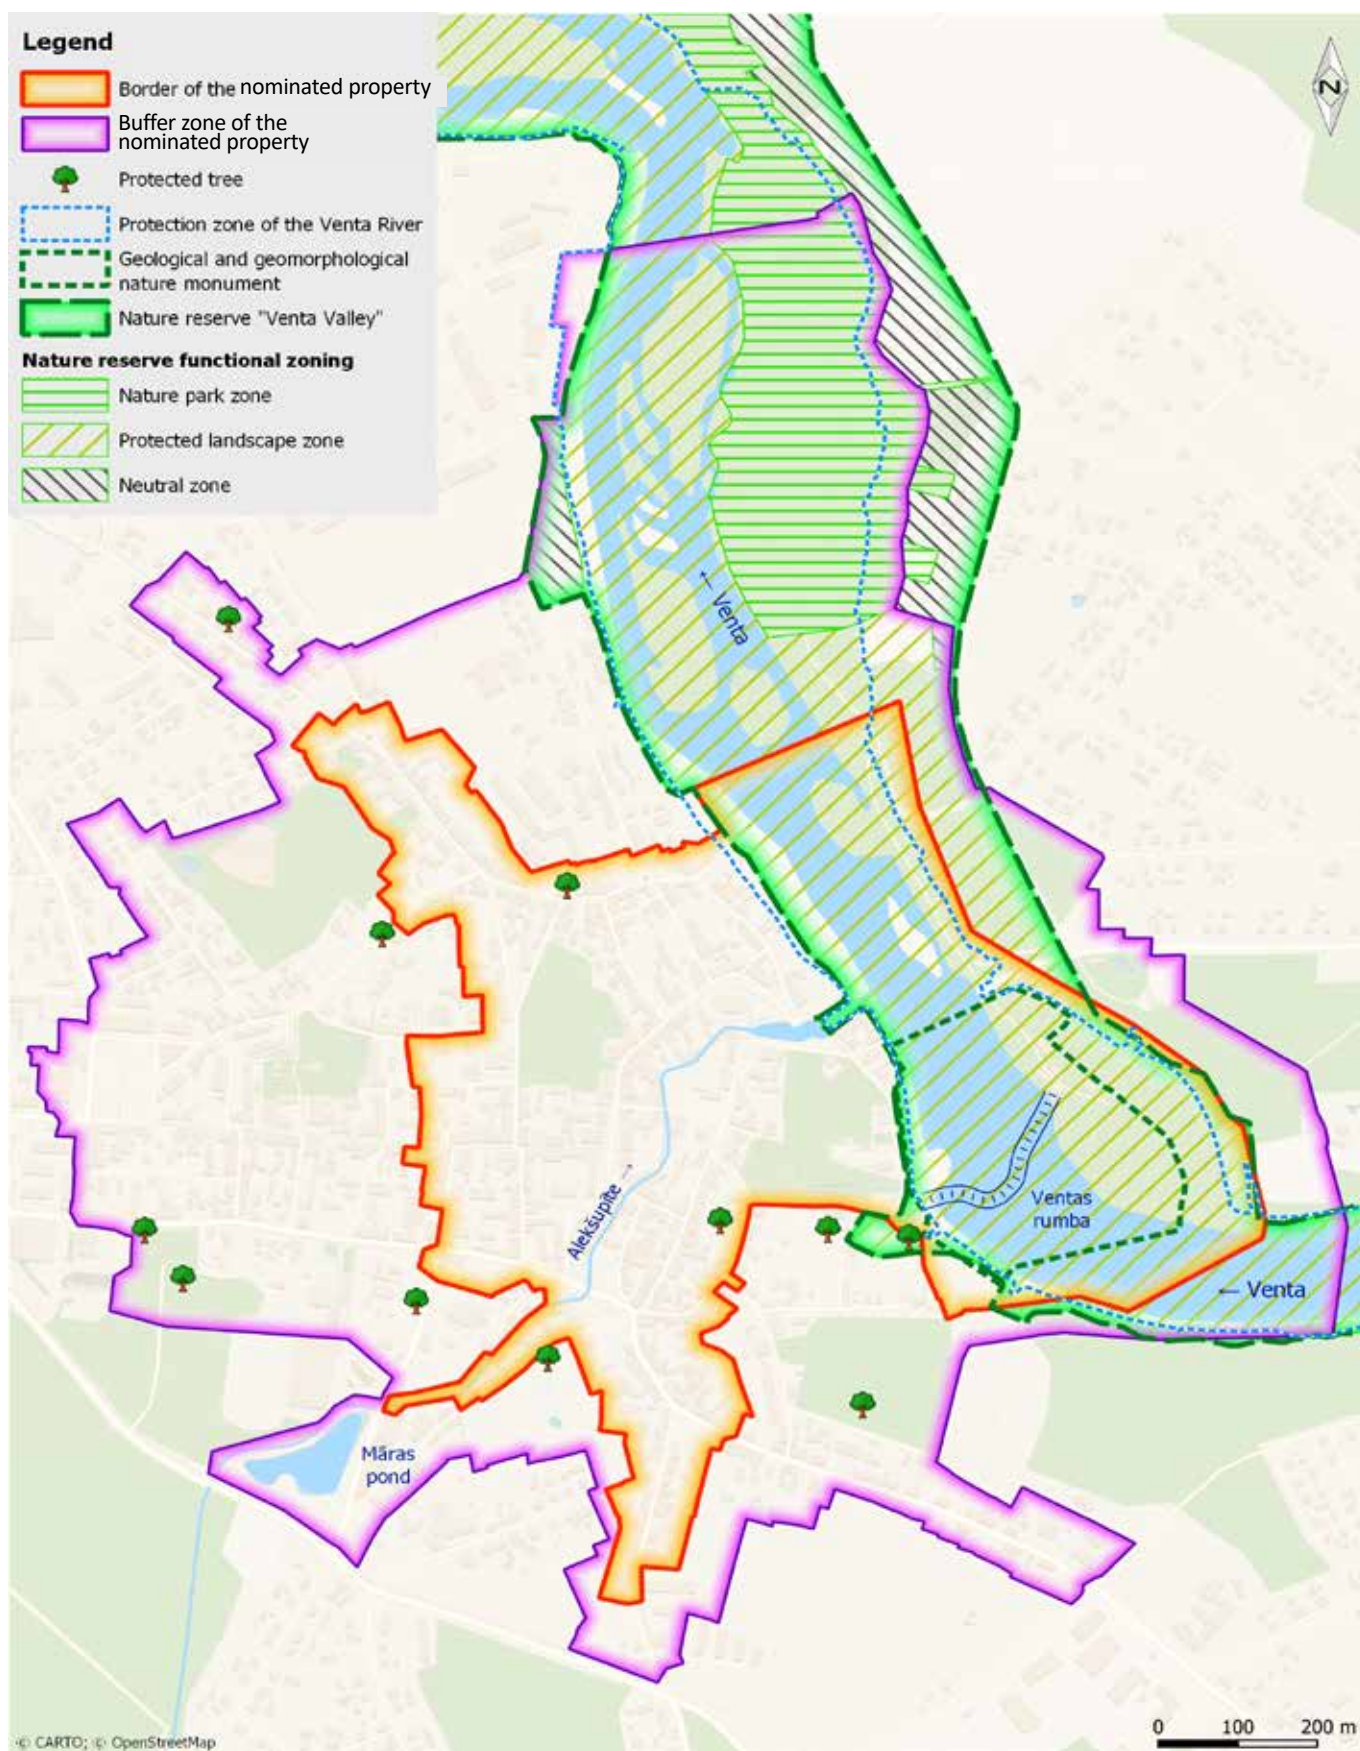 Legend
Border of the nominated property
Buffer zone of the
nominated property
Protected tree
Protection zone of the Venta River
Geological and geomorphological
nature monument
Nature reserve "Venta Valley"
Nature reserve functional zoning
Nature park zone
Protected landscape zone
Neutral zone
N
← Venta
Alekšupīte →
Ventas
rumba
← Venta
Māras
pond
© CARTO; © OpenStreetMap
0 100 200 m